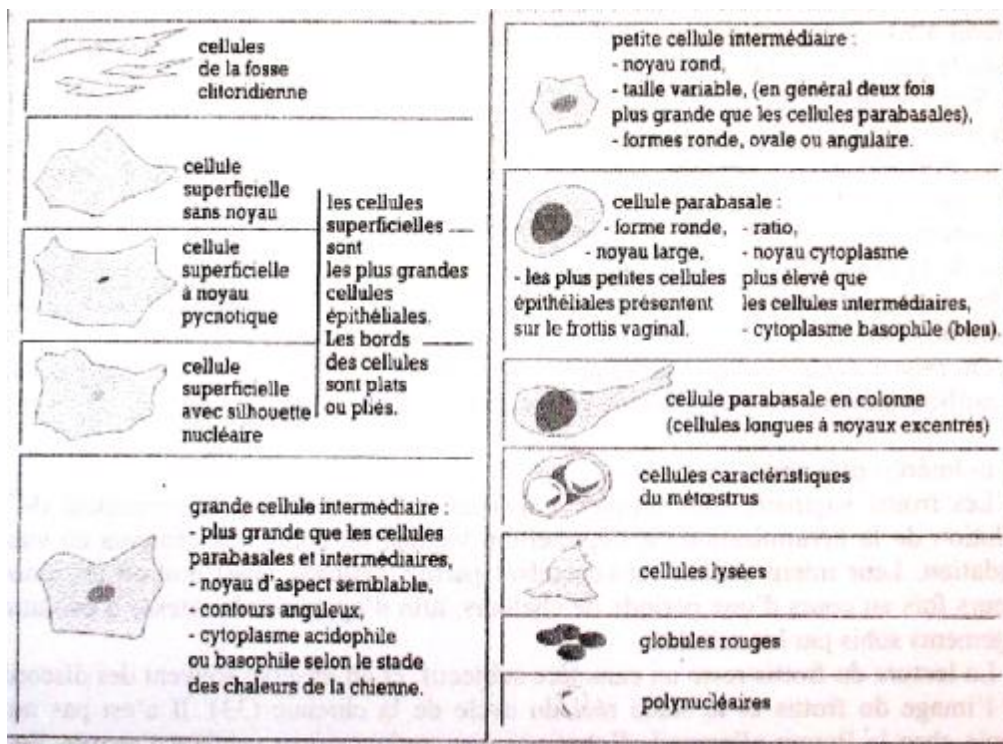 cellules
de la fosse
clitoridienne
cellule
superficielle
sans noyau
cellule
superficielle
à noyau
pycnotique
cellule
superficielle
avec silhouette
nucléaire
les cellules
superficielles
sont
les plus grandes
cellules
épithéliales.
Les bords
des cellules
sont plats
ou pliés.
grande cellule intermédiaire :
- plus grande que les cellules
parabasales et intermédiaires,
- noyau d'aspect semblable,
- contours anguleux,
- cytoplasme acidophile
ou basophile selon le stade
des chaleurs de la chienne.
petite cellule intermédiaire :
- noyau rond,
- taille variable, (en général deux fois
plus grande que les cellules parabasales),
- formes ronde, ovale ou angulaire.
cellule parabasale :
- forme ronde,
- noyau large,
- les plus petites cellules
épithéliales présentent
sur le frottis vaginal.
- ratio,
- noyau cytoplasme
plus élevé que
les cellules intermédiaires,
- cytoplasme basophile (bleu).
cellule parabasale en colonne
(cellules longues à noyaux excentrés)
cellules caractéristiques
du métœstrus
cellules lysées
globules rouges
polynucléaires